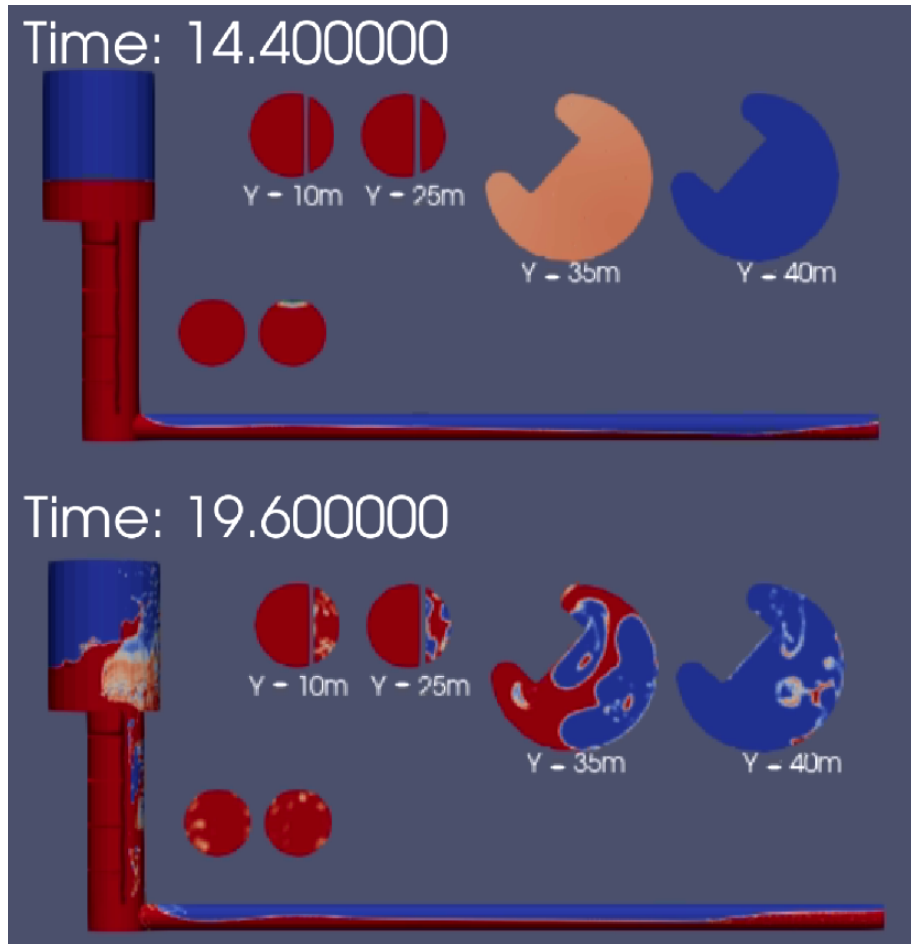 Time: 14.400000
Y = 10m Y = 25m
Y = 35m Y = 40m
Time: 19.600000
Y = 10m Y = 25m
Y = 35m Y = 40m